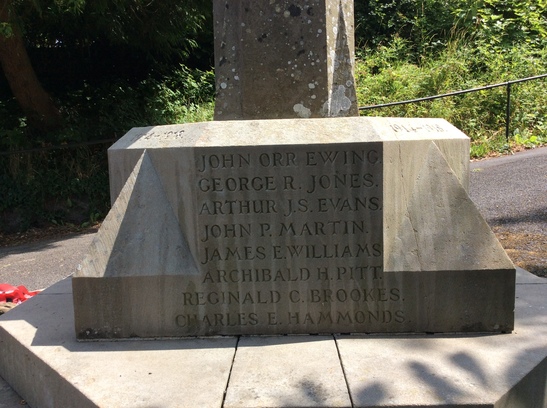 JOHN ORR EWING
GEORGE R. JONES.
ARTHUR J.S. EVANS.
JOHN P. MARTIN.
JAMES E. WILLIAMS
ARCHIBALD H. PITT.
REGINALD C. BROOKES.
CHARLES E. HAMMONDS.